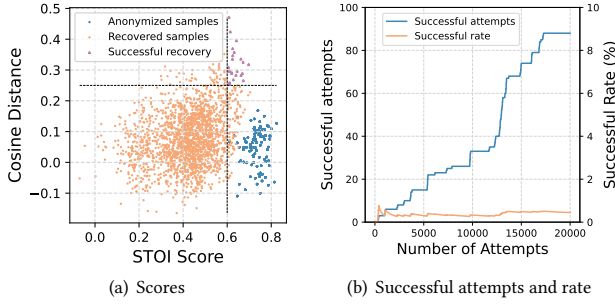 Anonymized samples
Recovered samples
Successful recovery
Cosine Distance
0.4
0.3
0.2
0.1
0.0
−0.1
0.0 0.2 0.4 0.6 0.8
STOI Score
(a) Scores
Successful attempts
Successful rate
Successful attempts
100
80
60
40
20
0
Successful Rate (%)
10
8
6
4
2
0
0 5000 10000 15000 20000
Number of Attempts
(b) Successful attempts and rate